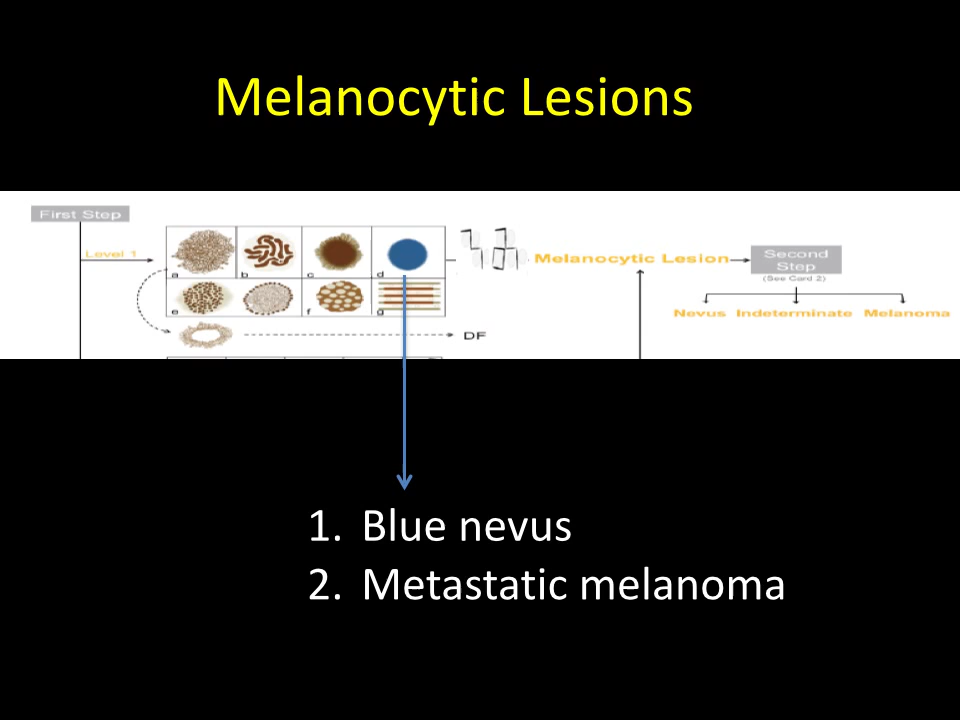 Melanocytic Lesions
First Step
Level 1
a b c d
Melanocytic Lesion
Second Step
(See Card 2)
e f g
Nevus Indeterminate Melanoma
DF
1. Blue nevus
2. Metastatic melanoma